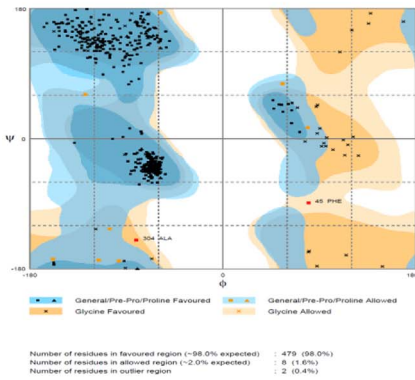 180
Ψ
0
45 PHE
304 ALA
-180
-180
0
180
ϕ
General/Pre-Pro/Proline Favoured
General/Pre-Pro/Proline Allowed
Glycine Favoured
Glycine Allowed
Number of residues in favoured region (~98.0% expected) : 479 (98.0%)
Number of residues in allowed region (~2.0% expected) : 8 (1.6%)
Number of residues in outlier region : 2 (0.4%)